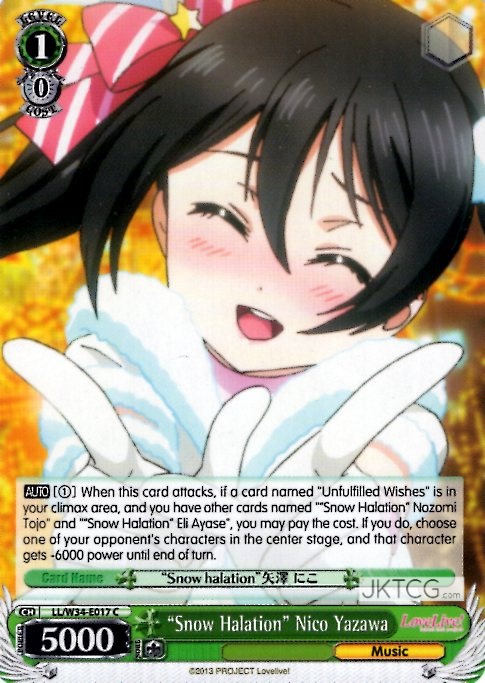 LEVEL
1
0
COST
AUTO [①] When this card attacks, if a card named "Unfulfilled Wishes" is in
your climax area, and you have other cards named ""Snow Halation" Nozomi
Tojo" and ""Snow Halation" Eli Ayase", you may pay the cost. If you do, choose
one of your opponent's characters in the center stage, and that character
gets -6000 power until end of turn.
Card Name "Snow halation"矢澤 にこ
JKTCG.com
CH LL/W34-E017 C
"Snow Halation" Nico Yazawa LoveLive!
POWER 5000 SOUL
Music
©2013 PROJECT Lovelive!